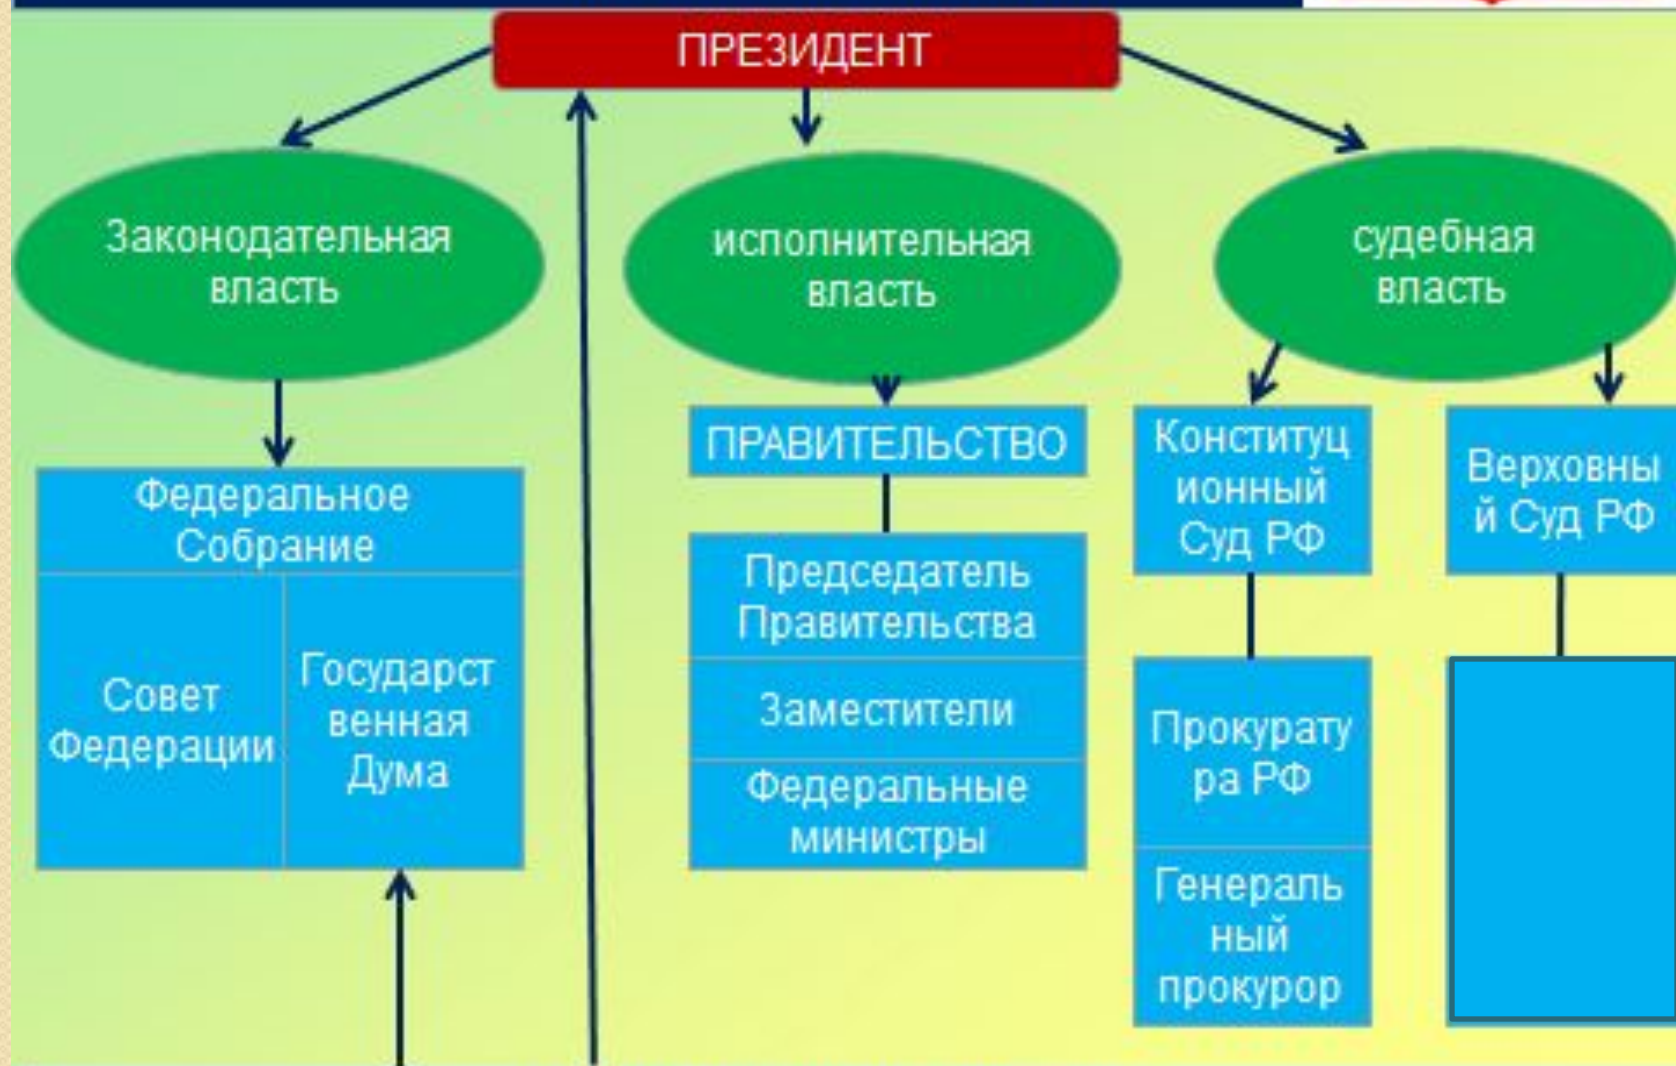 ПРЕЗИДЕНТ
Законодательная
власть
исполнительная
власть
судебная
власть
Федеральное
Собрание
Совет
Федерации
Государст
венная
Дума
ПРАВИТЕЛЬСТВО
Председатель
Правительства
Заместители
Федеральные
министры
Конституц
ионный
Суд РФ
Верховны
й Суд РФ
Прокурату
ра РФ
Генераль
ный
прокурор